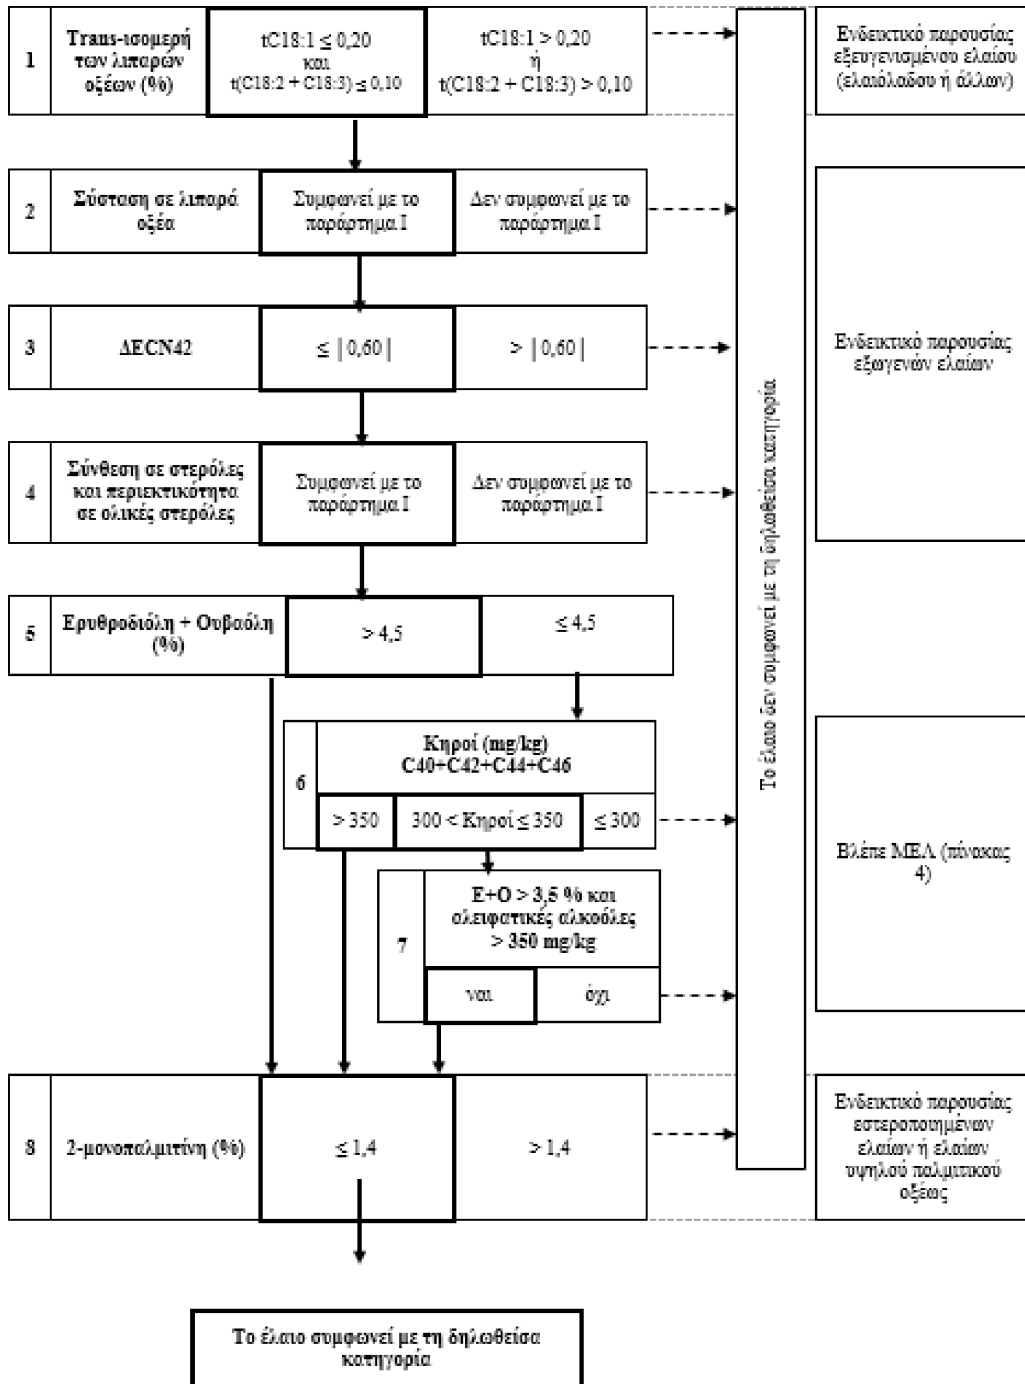 1
Trans-ισομερή
των λιπαρών
οξέων (%)
tC18:1 ≤ 0,20
και
t(C18:2 + C18:3) ≤ 0,10
tC18:1 > 0,20
ή
t(C18:2 + C18:3) > 0,10
Ενδεικτικό παρουσίας
εξευγενισμένου ελαίου
(ελαιόλαδου ή άλλων)
2
Σύσταση σε λιπαρά
οξέα
Συμφωνεί με το
παράρτημα I
Δεν συμφωνεί με το
παράρτημα I
3
ΔECN42
≤ |0,60|
> |0,60|
Ενδεικτικό παρουσίας
εξωγενών ελαίων
4
Σύνθεση σε στερόλες
και περιεκτικότητα
σε ολικές στερόλες
Συμφωνεί με το
παράρτημα I
Δεν συμφωνεί με το
παράρτημα I
Το έλαιο δεν συμφωνεί με τη δηλωθείσα κατηγορία
5
Ερυθροδιόλη + Ουβαόλη
(%)
> 4,5
≤ 4,5
6
Κηροί (mg/kg)
C40+C42+C44+C46
> 350
300 < Κηροί ≤ 350
≤ 300
Βλέπε ΜΕΛ (πίνακας
4)
7
Ε+Ο > 3,5 % και
αλειφατικές αλκοόλες
> 350 mg/kg
ναι
όχι
8
2-μονοπαλμιτίνη (%)
≤ 1,4
> 1,4
Ενδεικτικό παρουσίας
εστεροποιημένων
ελαίων ή ελαίων
υψηλού παλμιτικού
οξέως
Το έλαιο συμφωνεί με τη δηλωθείσα
κατηγορία